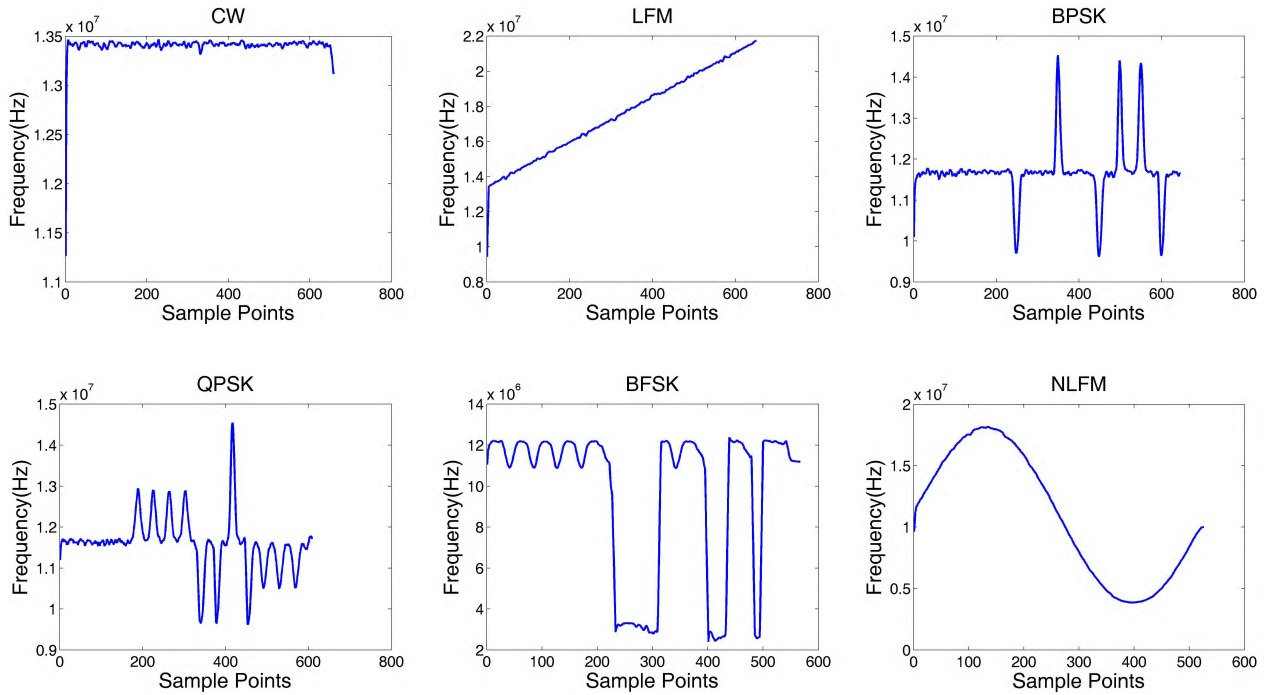 CW
x 10^7
1.35
1.3
1.25
1.2
1.15
1.1
Frequency(Hz)
0 200 400 600 800
Sample Points
LFM
x 10^7
2.2
2
1.8
1.6
1.4
1.2
1
0.8
Frequency(Hz)
0 200 400 600 800
Sample Points
BPSK
x 10^7
1.5
1.4
1.3
1.2
1.1
1
0.9
Frequency(Hz)
0 200 400 600 800
Sample Points
QPSK
x 10^7
1.5
1.4
1.3
1.2
1.1
1
0.9
Frequency(Hz)
0 200 400 600 800
Sample Points
BFSK
x 10^6
14
12
10
8
6
4
2
Frequency(Hz)
0 100 200 300 400 500 600
Sample Points
NLFM
x 10^7
2
1.5
1
0.5
0
Frequency(Hz)
0 100 200 300 400 500 600
Sample Points